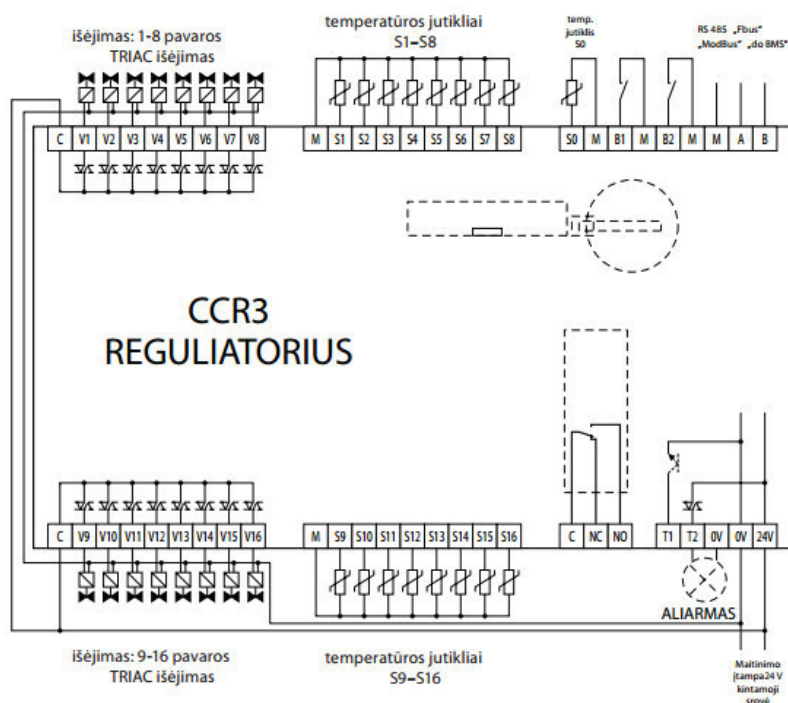 išėjimas: 1-8 pavaros
TRIAC išėjimas
temperatūros jutikliai
S1–S8
temp.
jutiklis
S0
RS 485 „Fbus“
„ModBus“ „do BMS“
C V1 V2 V3 V4 V5 V6 V7 V8
M S1 S2 S3 S4 S5 S6 S7 S8
S0 M B1 M B2 M M A B
CCR3
REGULIATORIUS
C V9 V10 V11 V12 V13 V14 V15 V16
M S9 S10 S11 S12 S13 S14 S15 S16
C NC NO
T1 T2 0V 0V 24V
ALIARMAS
išėjimas: 9-16 pavaros
TRIAC išėjimas
temperatūros jutikliai
S9–S16
Maitinimo
įtampa24 V
kintamoji
srovė